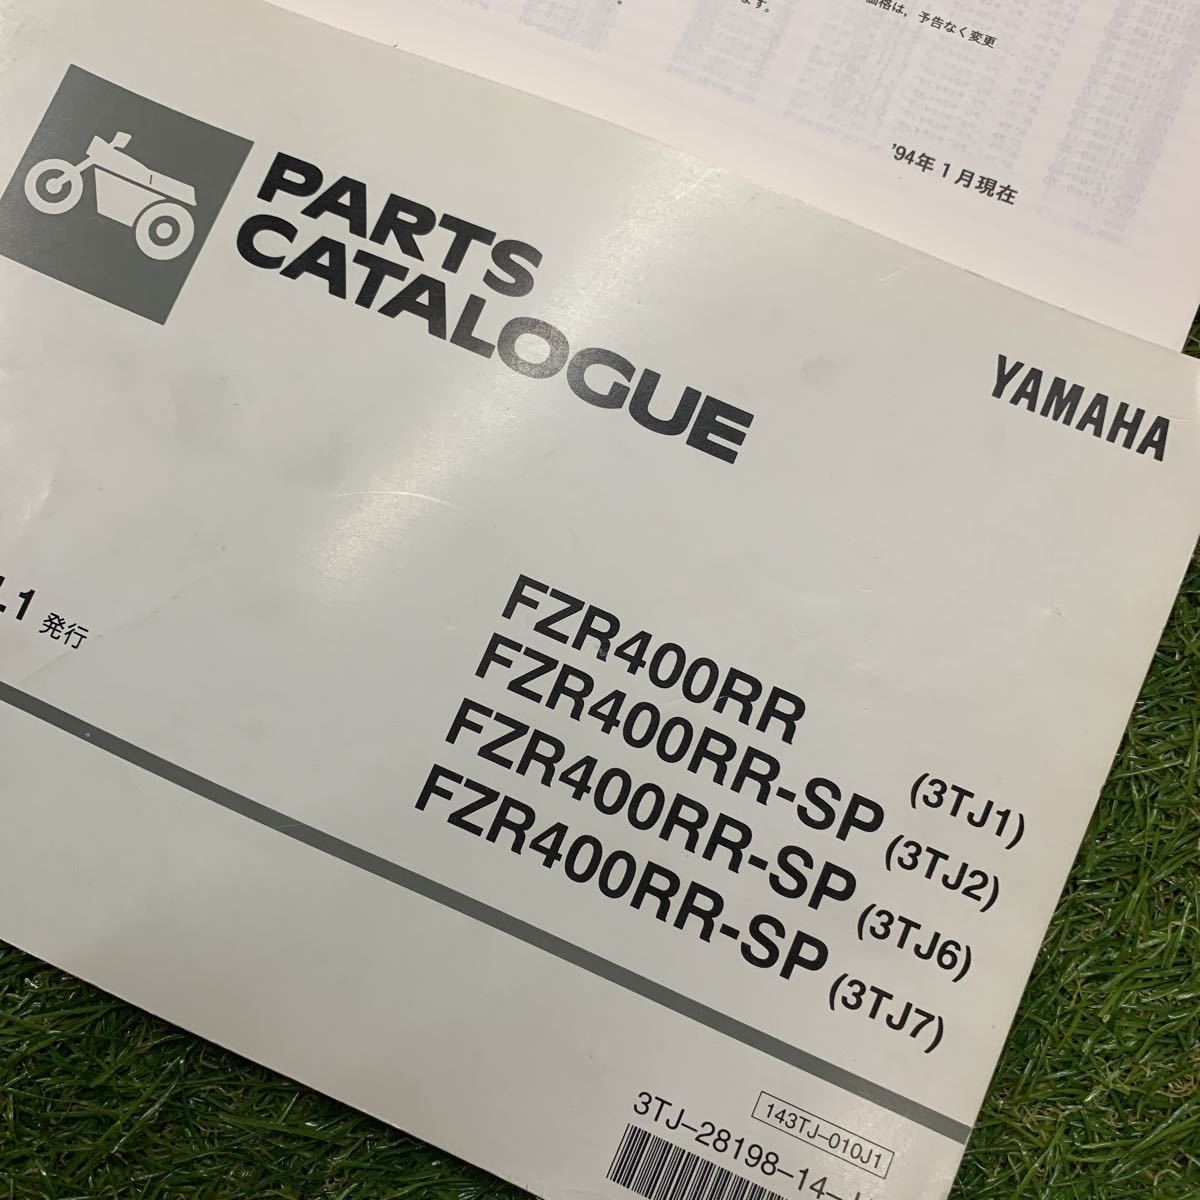 ます。
価格は，予告なく変更
'94年1月現在
PARTS
CATALOGUE
YAMAHA
.1 発行
FZR400RR (3TJ1)
FZR400RR-SP (3TJ2)
FZR400RR-SP (3TJ6)
FZR400RR-SP (3TJ7)
143TJ-010J1
3TJ-28198-14-J